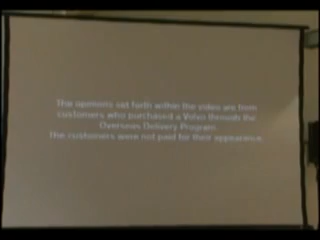 The opinions set forth within the video are from
customers who purchased a Volvo through the
Overseas Delivery Program.
The customers were not paid for their appearance.